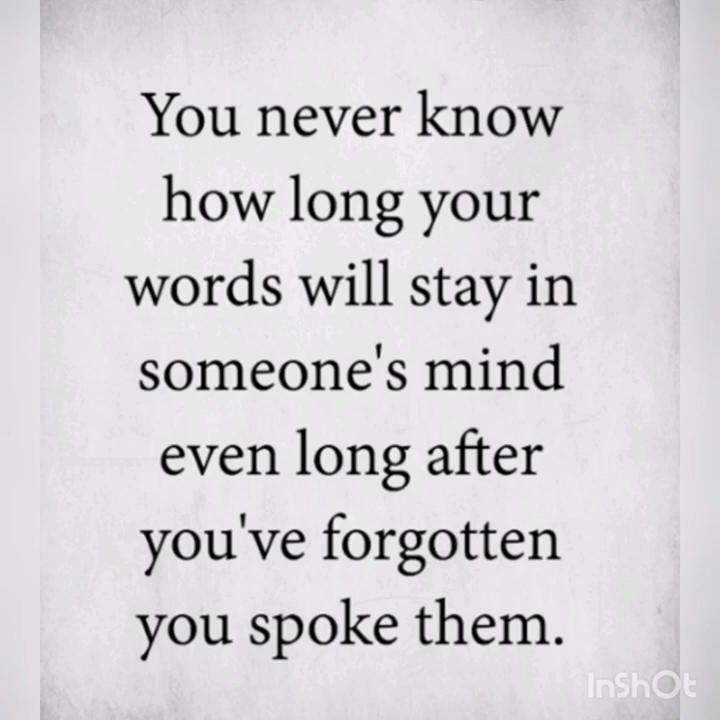 You never know
how long your
words will stay in
someone's mind
even long after
you've forgotten
you spoke them.
InShOt